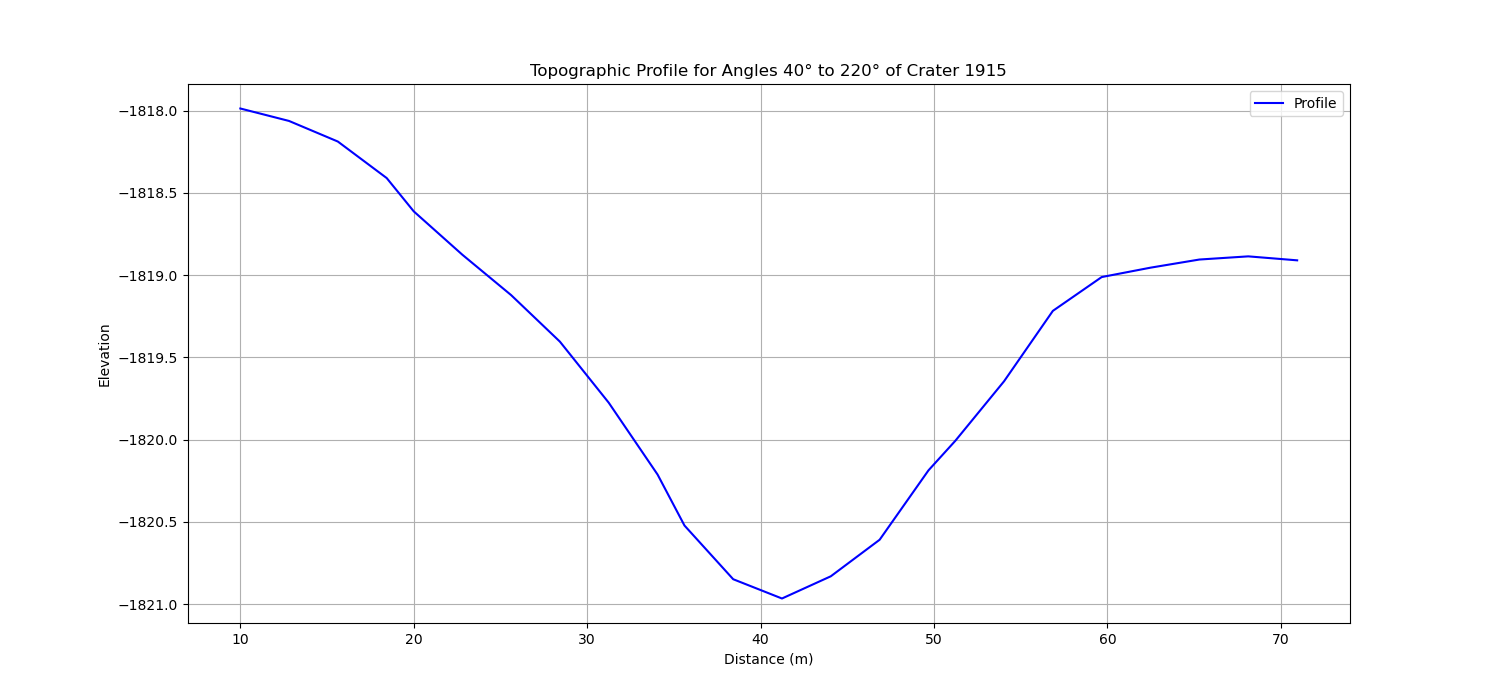 Topographic Profile for Angles 40° to 220° of Crater 1915
Profile
−1818.0
−1818.5
−1819.0
−1819.5
−1820.0
−1820.5
−1821.0
Elevation
10 20 30 40 50 60 70
Distance (m)